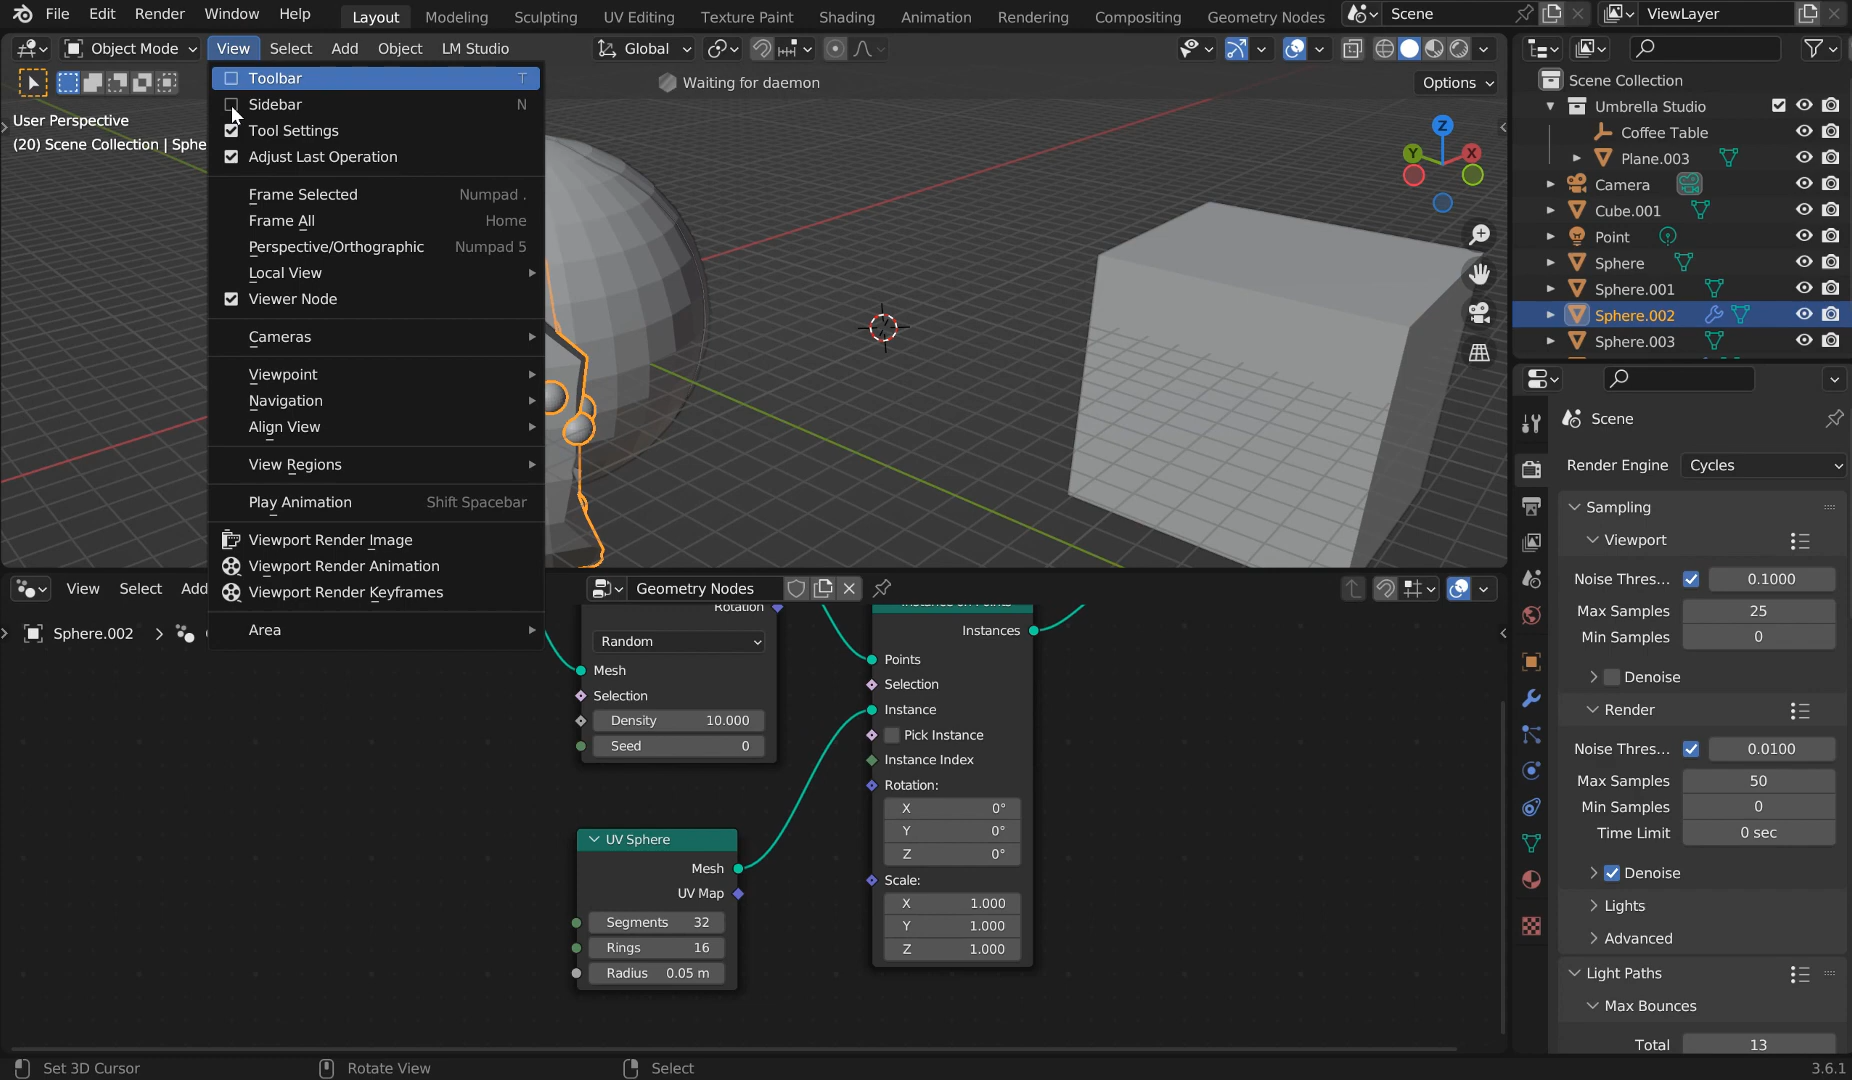 File Edit Render Window Help Layout Modeling Sculpting UV Editing Texture Paint Shading Animation Rendering Compositing Geometry Nodes Scene ViewLayer
Object Mode View Select Add Object LM Studio Global
Waiting for daemon Options
User Perspective
(20) Scene Collection | Sphe
Toolbar T
Sidebar N
Tool Settings
Adjust Last Operation
Frame Selected Numpad .
Frame All Home
Perspective/Orthographic Numpad 5
Local View
Viewer Node
Cameras
Viewpoint
Navigation
Align View
View Regions
Play Animation Shift Spacebar
Viewport Render Image
Viewport Render Animation
Viewport Render Keyframes
Area
Z
Y
X
Scene Collection
Umbrella Studio
Coffee Table
Plane.003
Camera
Cube.001
Point
Sphere
Sphere.001
Sphere.002
Sphere.003
Scene
Render Engine Cycles
Sampling
Viewport
Noise Thres... 0.1000
Max Samples 25
Min Samples 0
Denoise
Render
Noise Thres... 0.0100
Max Samples 50
Min Samples 0
Time Limit 0 sec
Denoise
Lights
Advanced
Light Paths
Max Bounces
Total 13
View Select Add Geometry Nodes
Sphere.002
Rotation
Random
Mesh
Selection
Density 10.000
Seed 0
UV Sphere
Mesh
UV Map
Segments 32
Rings 16
Radius 0.05 m
Instances
Points
Selection
Instance
Pick Instance
Instance Index
Rotation:
X 0°
Y 0°
Z 0°
Scale:
X 1.000
Y 1.000
Z 1.000
Set 3D Cursor Rotate View Select 3.6.1